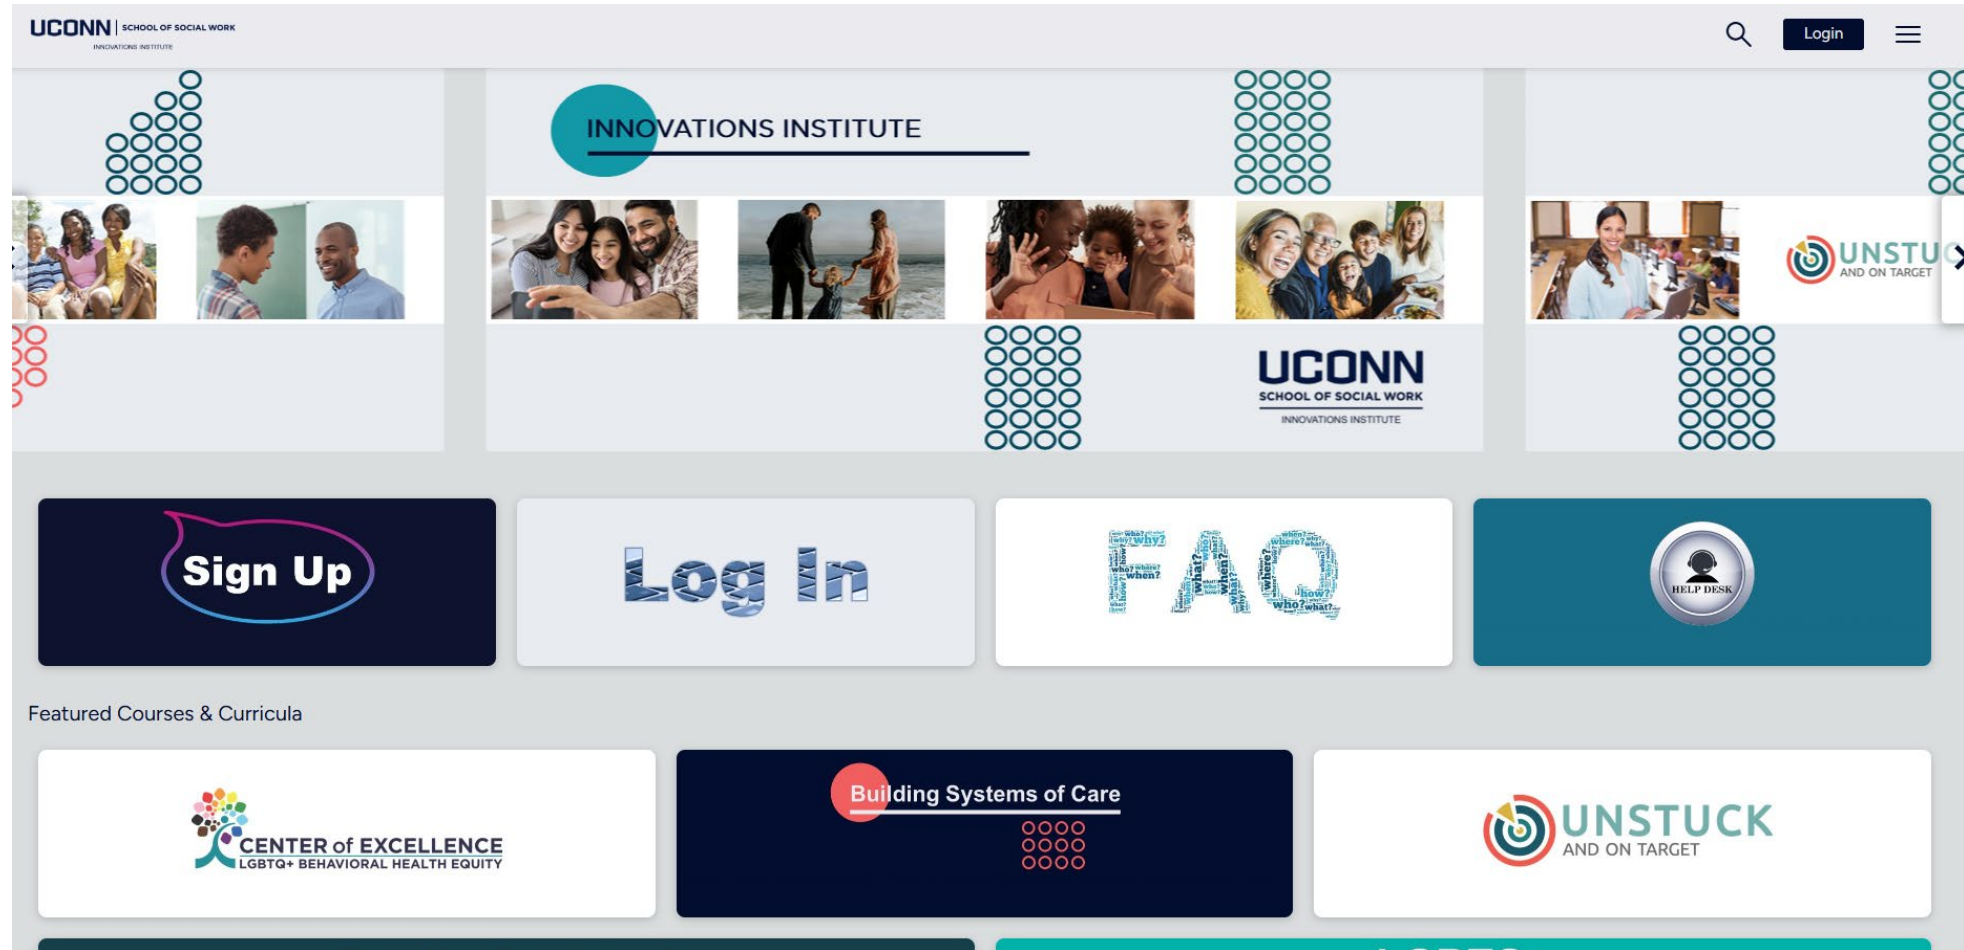 UCONN SCHOOL OF SOCIAL WORK
INNOVATIONS INSTITUTE
Login
INNOVATIONS INSTITUTE
UNSTUC
AND ON TARGET
UCONN
SCHOOL OF SOCIAL WORK
INNOVATIONS INSTITUTE
Sign Up
Log In
FAQ
HELP DESK
Featured Courses & Curricula
CENTER of EXCELLENCE
LGBTQ+ BEHAVIORAL HEALTH EQUITY
Building Systems of Care
UNSTUCK
AND ON TARGET